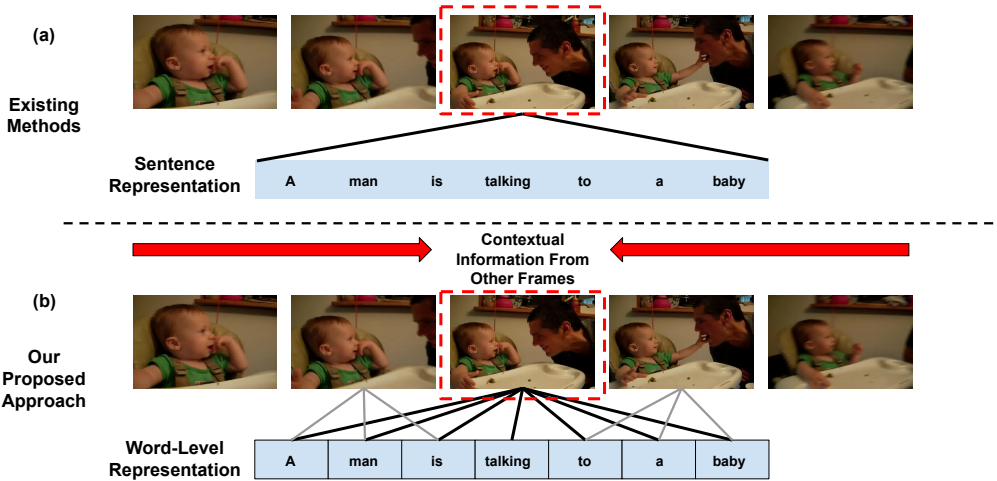 (a)
Existing
Methods
Sentence
Representation
A man is talking to a baby
Contextual
Information From
Other Frames
(b)
Our
Proposed
Approach
Word-Level
Representation
A man is talking to a baby